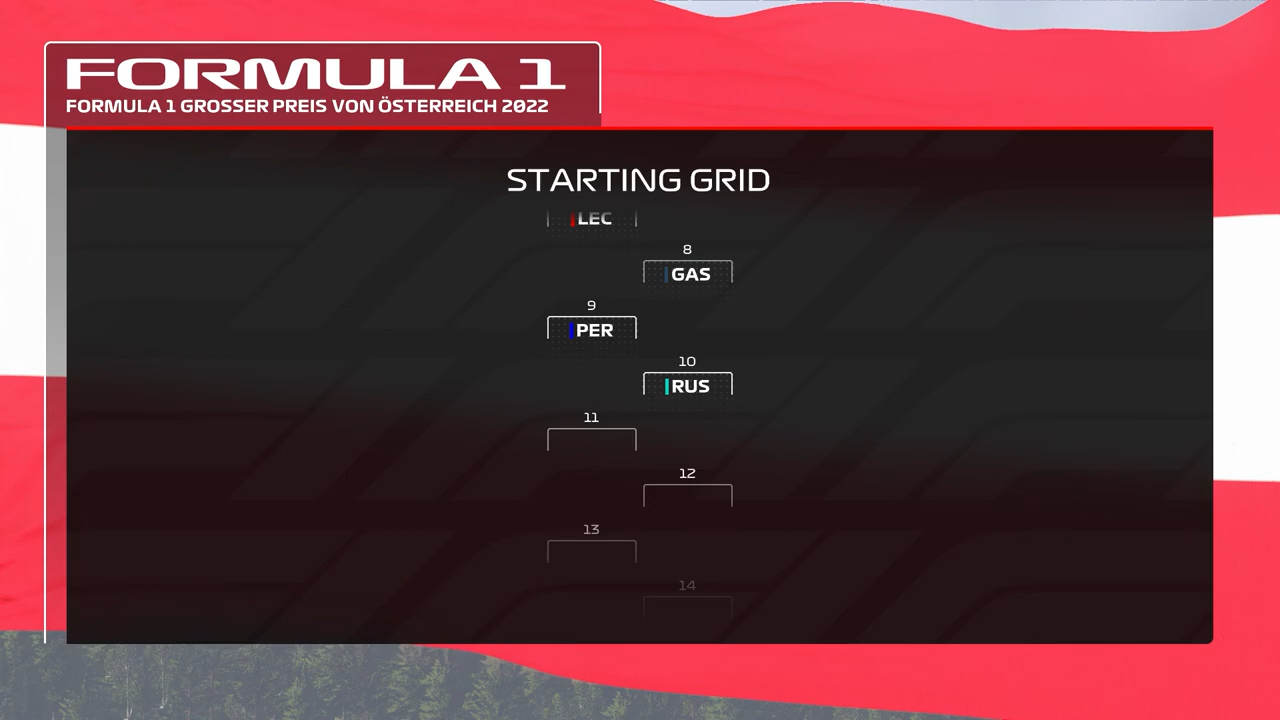 FORMULA 1
FORMULA 1 GROSSER PREIS VON ÖSTERREICH 2022
STARTING GRID
LEC
8
GAS
9
PER
10
RUS
11
12
13
14